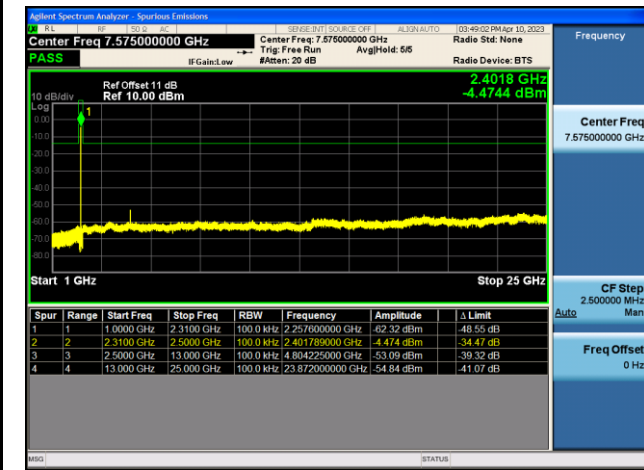 Agilent Spectrum Analyzer - Spurious Emissions
RL RF 50 Ω AC SENSE:INT SOURCE OFF ALIGN AUTO 03:49:02 PM Apr 10, 2023
Center Freq 7.575000000 GHz
Center Freq: 7.575000000 GHz
Radio Std: None
Trig: Free Run Avg|Hold: 5/5
PASS
IFGain:Low
#Atten: 20 dB
Radio Device: BTS
Ref Offset 11 dB
10 dB/div Ref 10.00 dBm
2.4018 GHz
-4.4744 dBm
Log
1
0.00
-10.0
-20.0
-30.0
-40.0
-50.0
-60.0
-70.0
-80.0
Start 1 GHz
Stop 25 GHz
Spur Range Start Freq Stop Freq RBW Frequency Amplitude Δ Limit
1 1 1.0000 GHz 2.3100 GHz 100.0 kHz 2.257600000 GHz -62.32 dBm -48.55 dB
2 2 2.3100 GHz 2.5000 GHz 100.0 kHz 2.401789000 GHz -4.474 dBm -34.47 dB
3 3 2.5000 GHz 13.000 GHz 100.0 kHz 4.804225000 GHz -53.09 dBm -39.32 dB
4 4 13.000 GHz 25.000 GHz 100.0 kHz 23.872000000 GHz -54.84 dBm -41.07 dB
MSG
STATUS
Frequency
Center Freq
7.575000000 GHz
CF Step
2.500000 MHz
Auto Man
Freq Offset
0 Hz